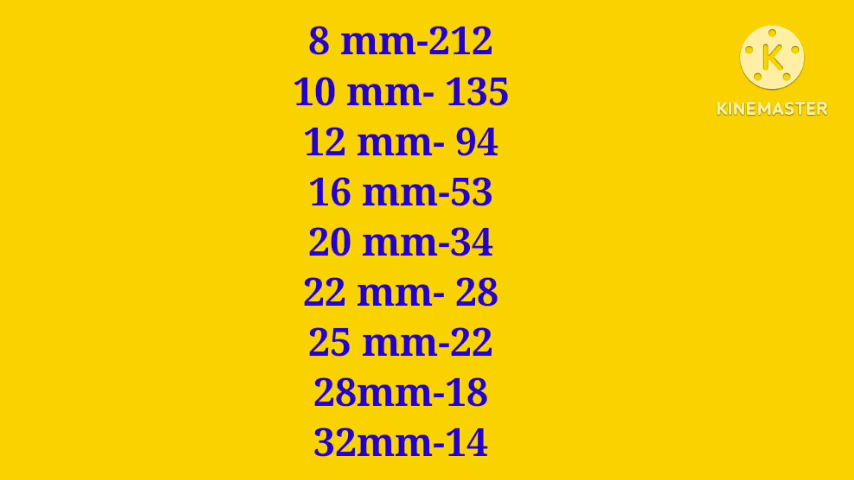 8 mm-212
10 mm- 135
12 mm- 94
16 mm-53
20 mm-34
22 mm- 28
25 mm-22
28mm-18
32mm-14
K
KINEMASTER